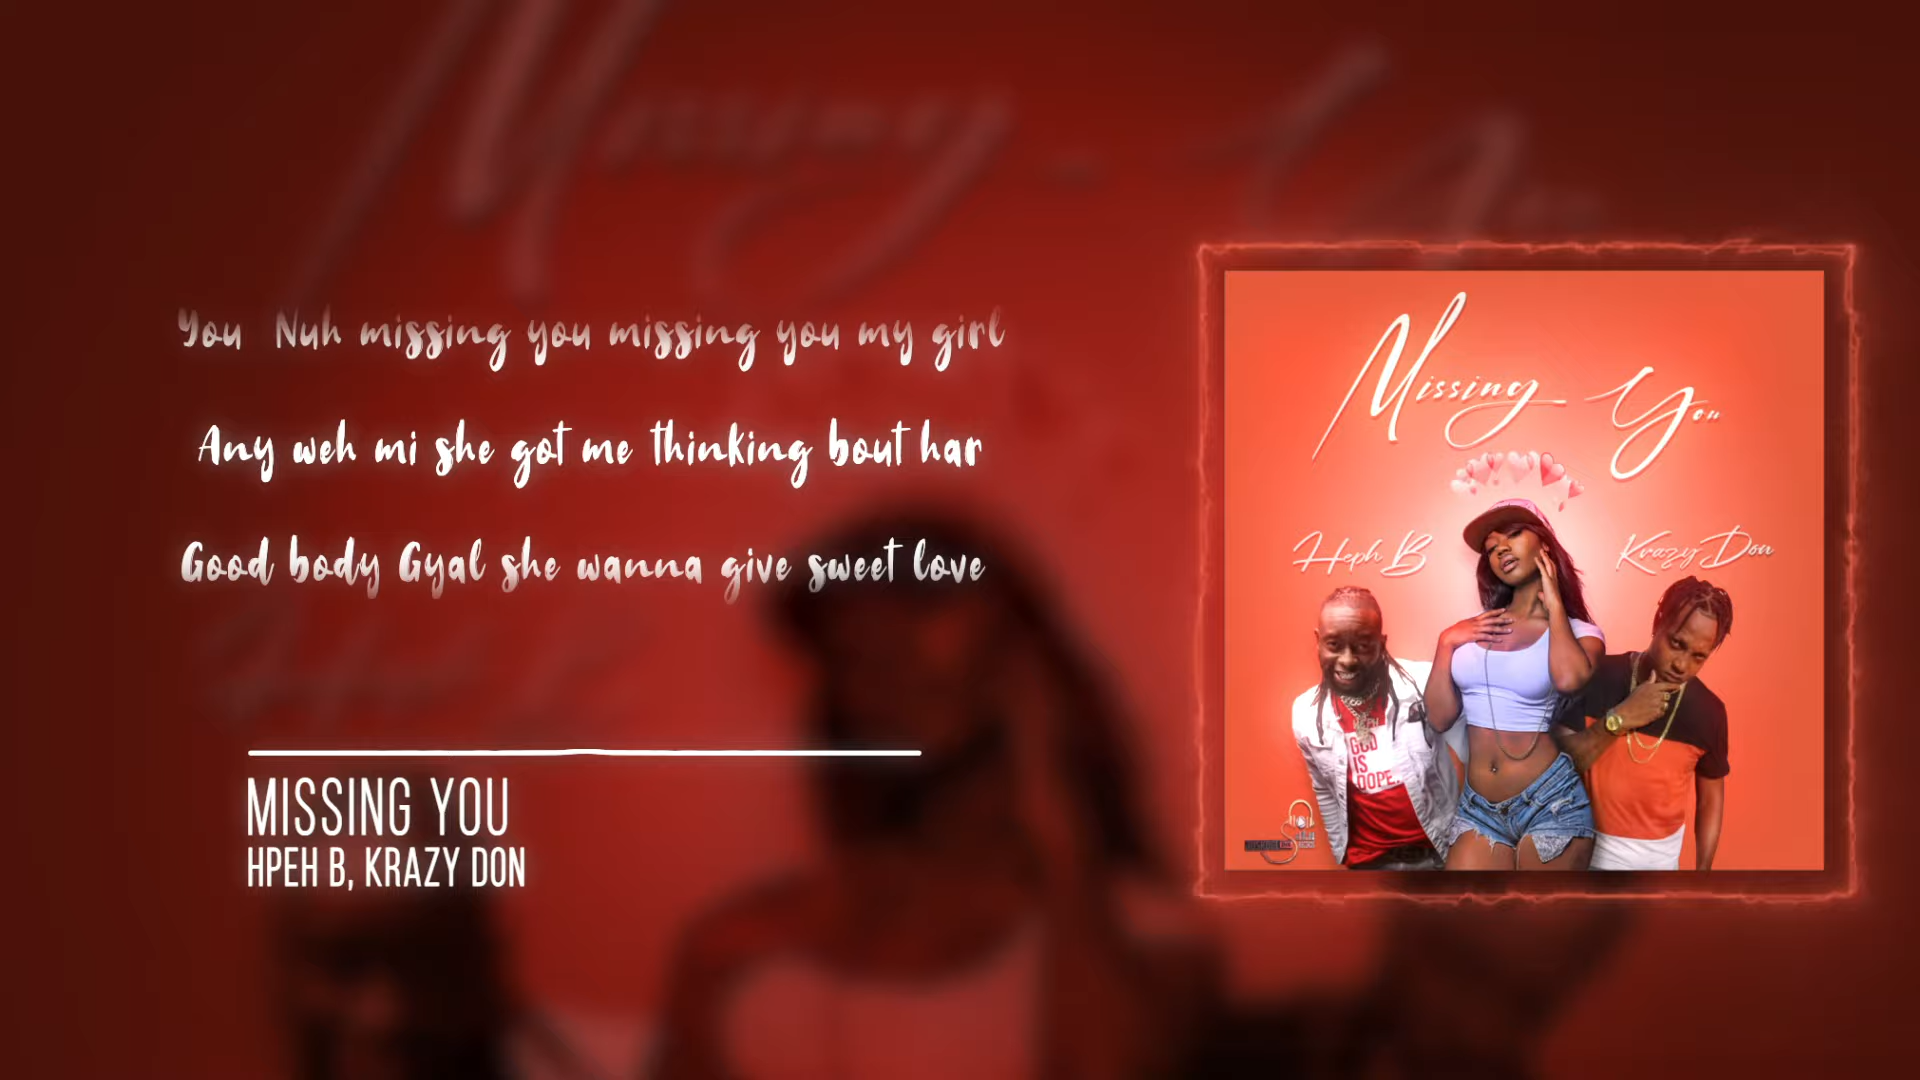 You Nuh missing you missing you my girl
Any weh mi she got me thinking bout har
Good body Gyal she wanna give sweet love
MISSING YOU
HPEH B, KRAZY DON
Missing You
Heph B
Krazy Don
GOD
IS
DOPE.